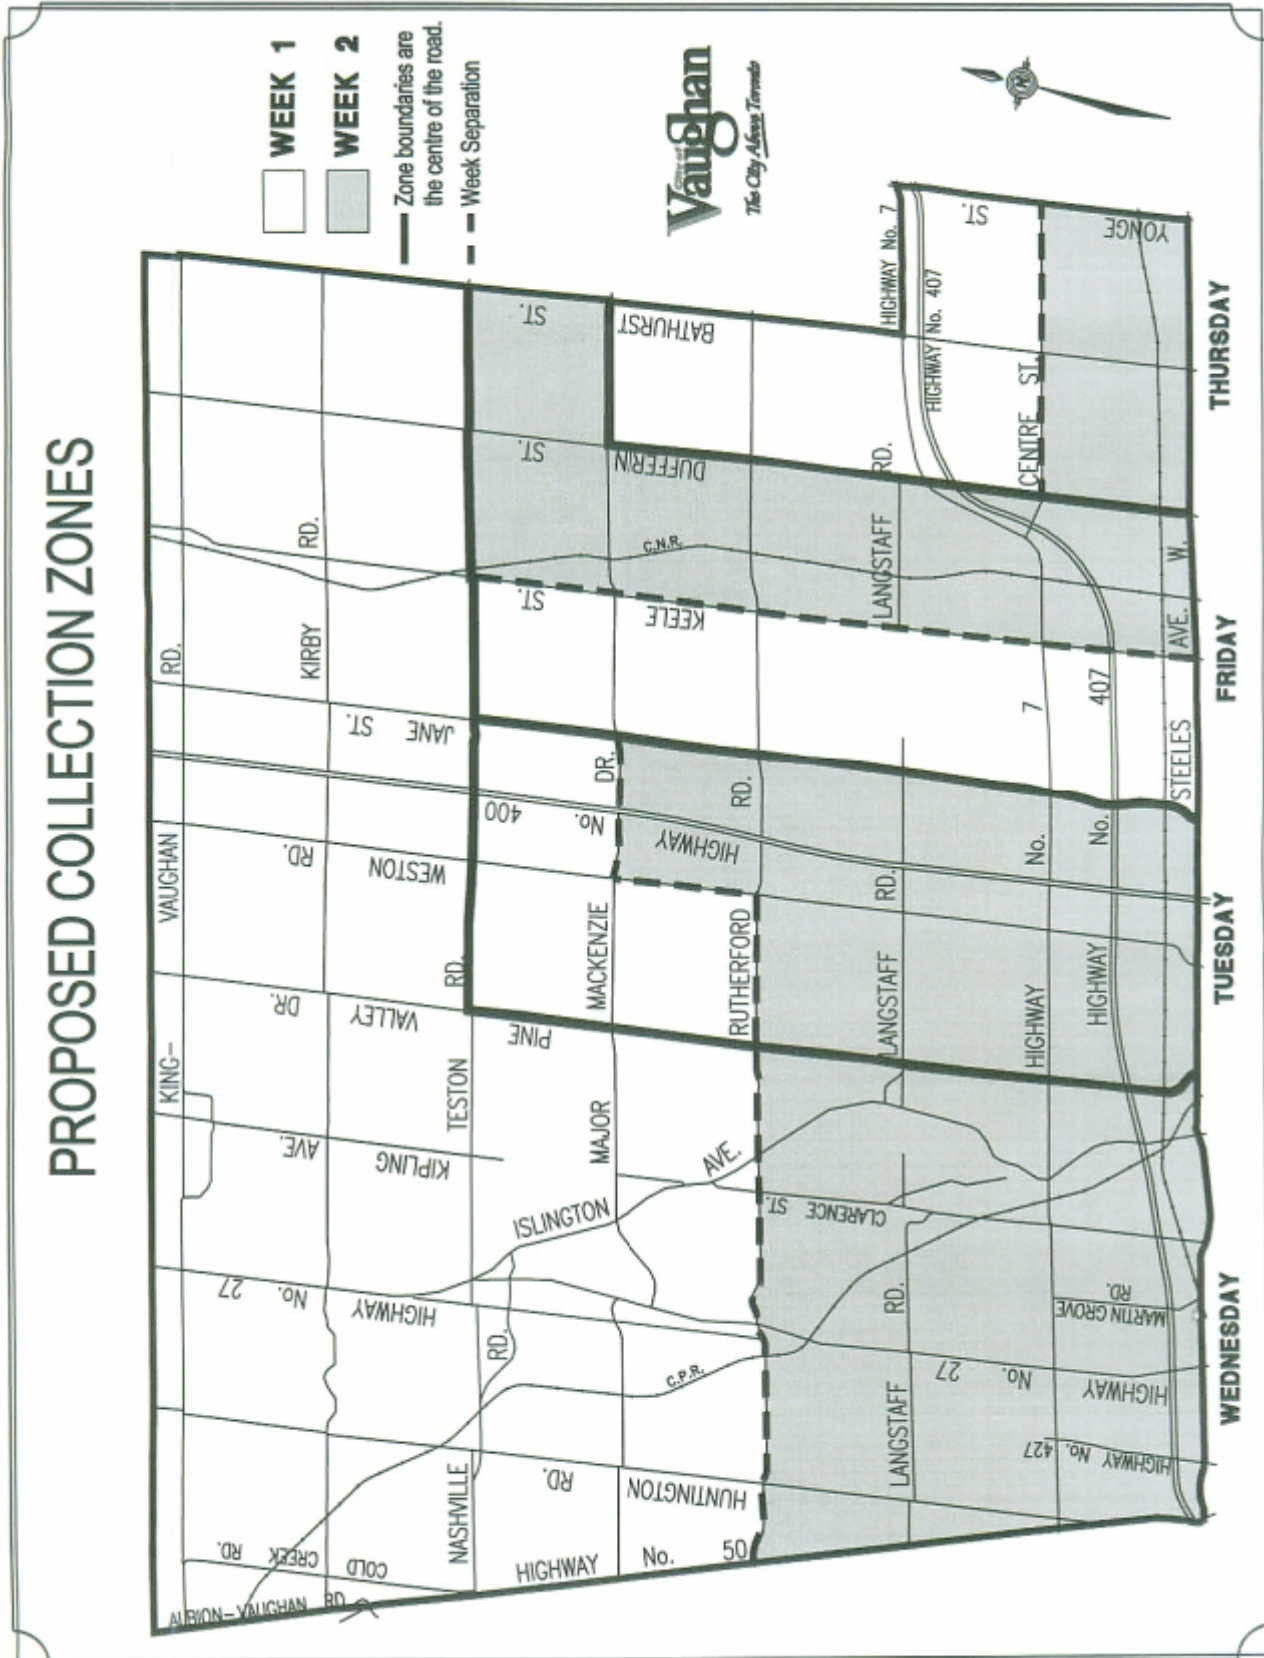 PROPOSED COLLECTION ZONES
WEEK 1
WEEK 2
Zone boundaries are
the centre of the road.
Week Separation
City of
Vaughan
The City Above Toronto
N
KING-
VAUGHAN
RD.
KIRBY
RD.
TESTON
RD.
NASHVILLE
RD.
MAJOR
MACKENZIE
DR.
RUTHERFORD
RD.
LANGSTAFF
RD.
LANGSTAFF
RD.
LANGSTAFF
RD.
HIGHWAY
No.
7
HIGHWAY No. 7
HIGHWAY
No.
407
HIGHWAY No. 407
CENTRE ST.
STEELES
AVE.
W.
ALBION-VAUGHAN RD.
COLD CREEK RD.
HIGHWAY No. 50
HUNTINGTON
RD.
HIGHWAY No. 27
HIGHWAY No. 27
HIGHWAY No. 427
MARTIN GROVE
RD.
C.P.R.
ISLINGTON
AVE.
CLARENCE ST.
KIPLING
AVE.
PINE
VALLEY
DR.
WESTON
RD.
HIGHWAY
No.
400
JANE ST.
KEELE
ST.
C.N.R.
DUFFERIN
ST.
BATHURST
ST.
YONGE
ST.
WEDNESDAY
TUESDAY
FRIDAY
THURSDAY